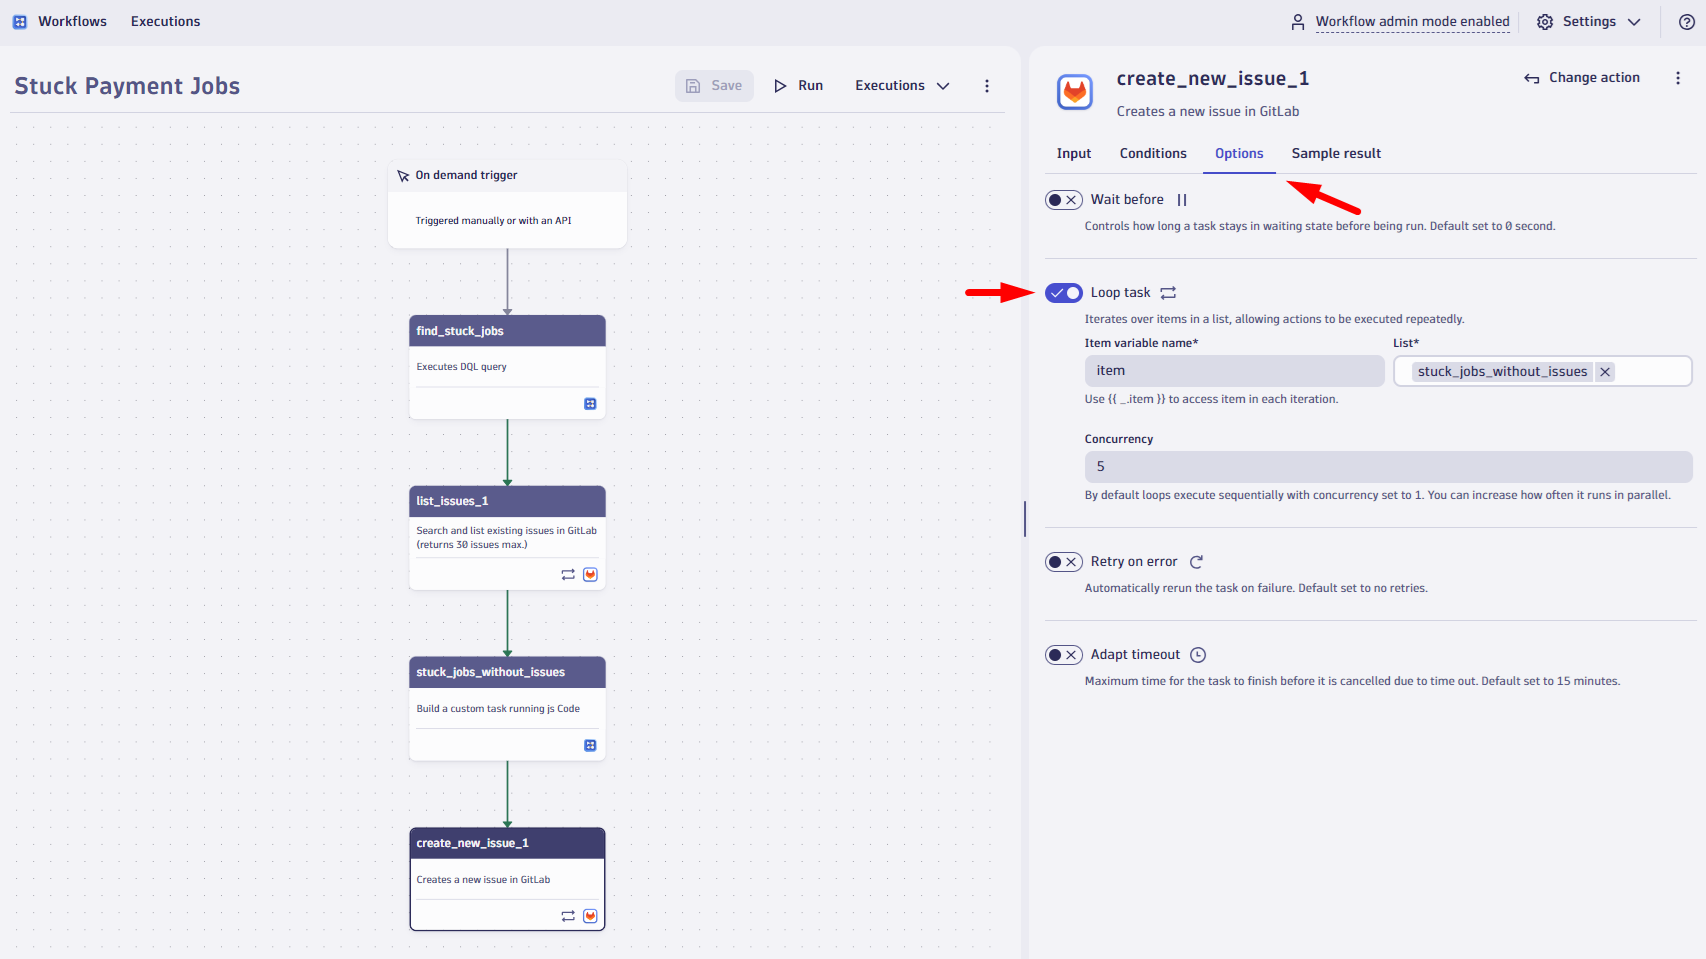 Workflows
Executions
Workflow admin mode enabled
Settings
Stuck Payment Jobs
Save
Run
Executions
On demand trigger
Triggered manually or with an API
find_stuck_jobs
Executes DQL query
list_issues_1
Search and list existing issues in GitLab
(returns 30 issues max.)
stuck_jobs_without_issues
Build a custom task running js Code
create_new_issue_1
Creates a new issue in GitLab
create_new_issue_1
Change action
Creates a new issue in GitLab
Input
Conditions
Options
Sample result
Wait before
Controls how long a task stays in waiting state before being run. Default set to 0 second.
Loop task
Iterates over items in a list, allowing actions to be executed repeatedly.
Item variable name*
List*
item
stuck_jobs_without_issues
Use {{ _.item }} to access item in each iteration.
Concurrency
5
By default loops execute sequentially with concurrency set to 1. You can increase how often it runs in parallel.
Retry on error
Automatically rerun the task on failure. Default set to no retries.
Adapt timeout
Maximum time for the task to finish before it is cancelled due to time out. Default set to 15 minutes.